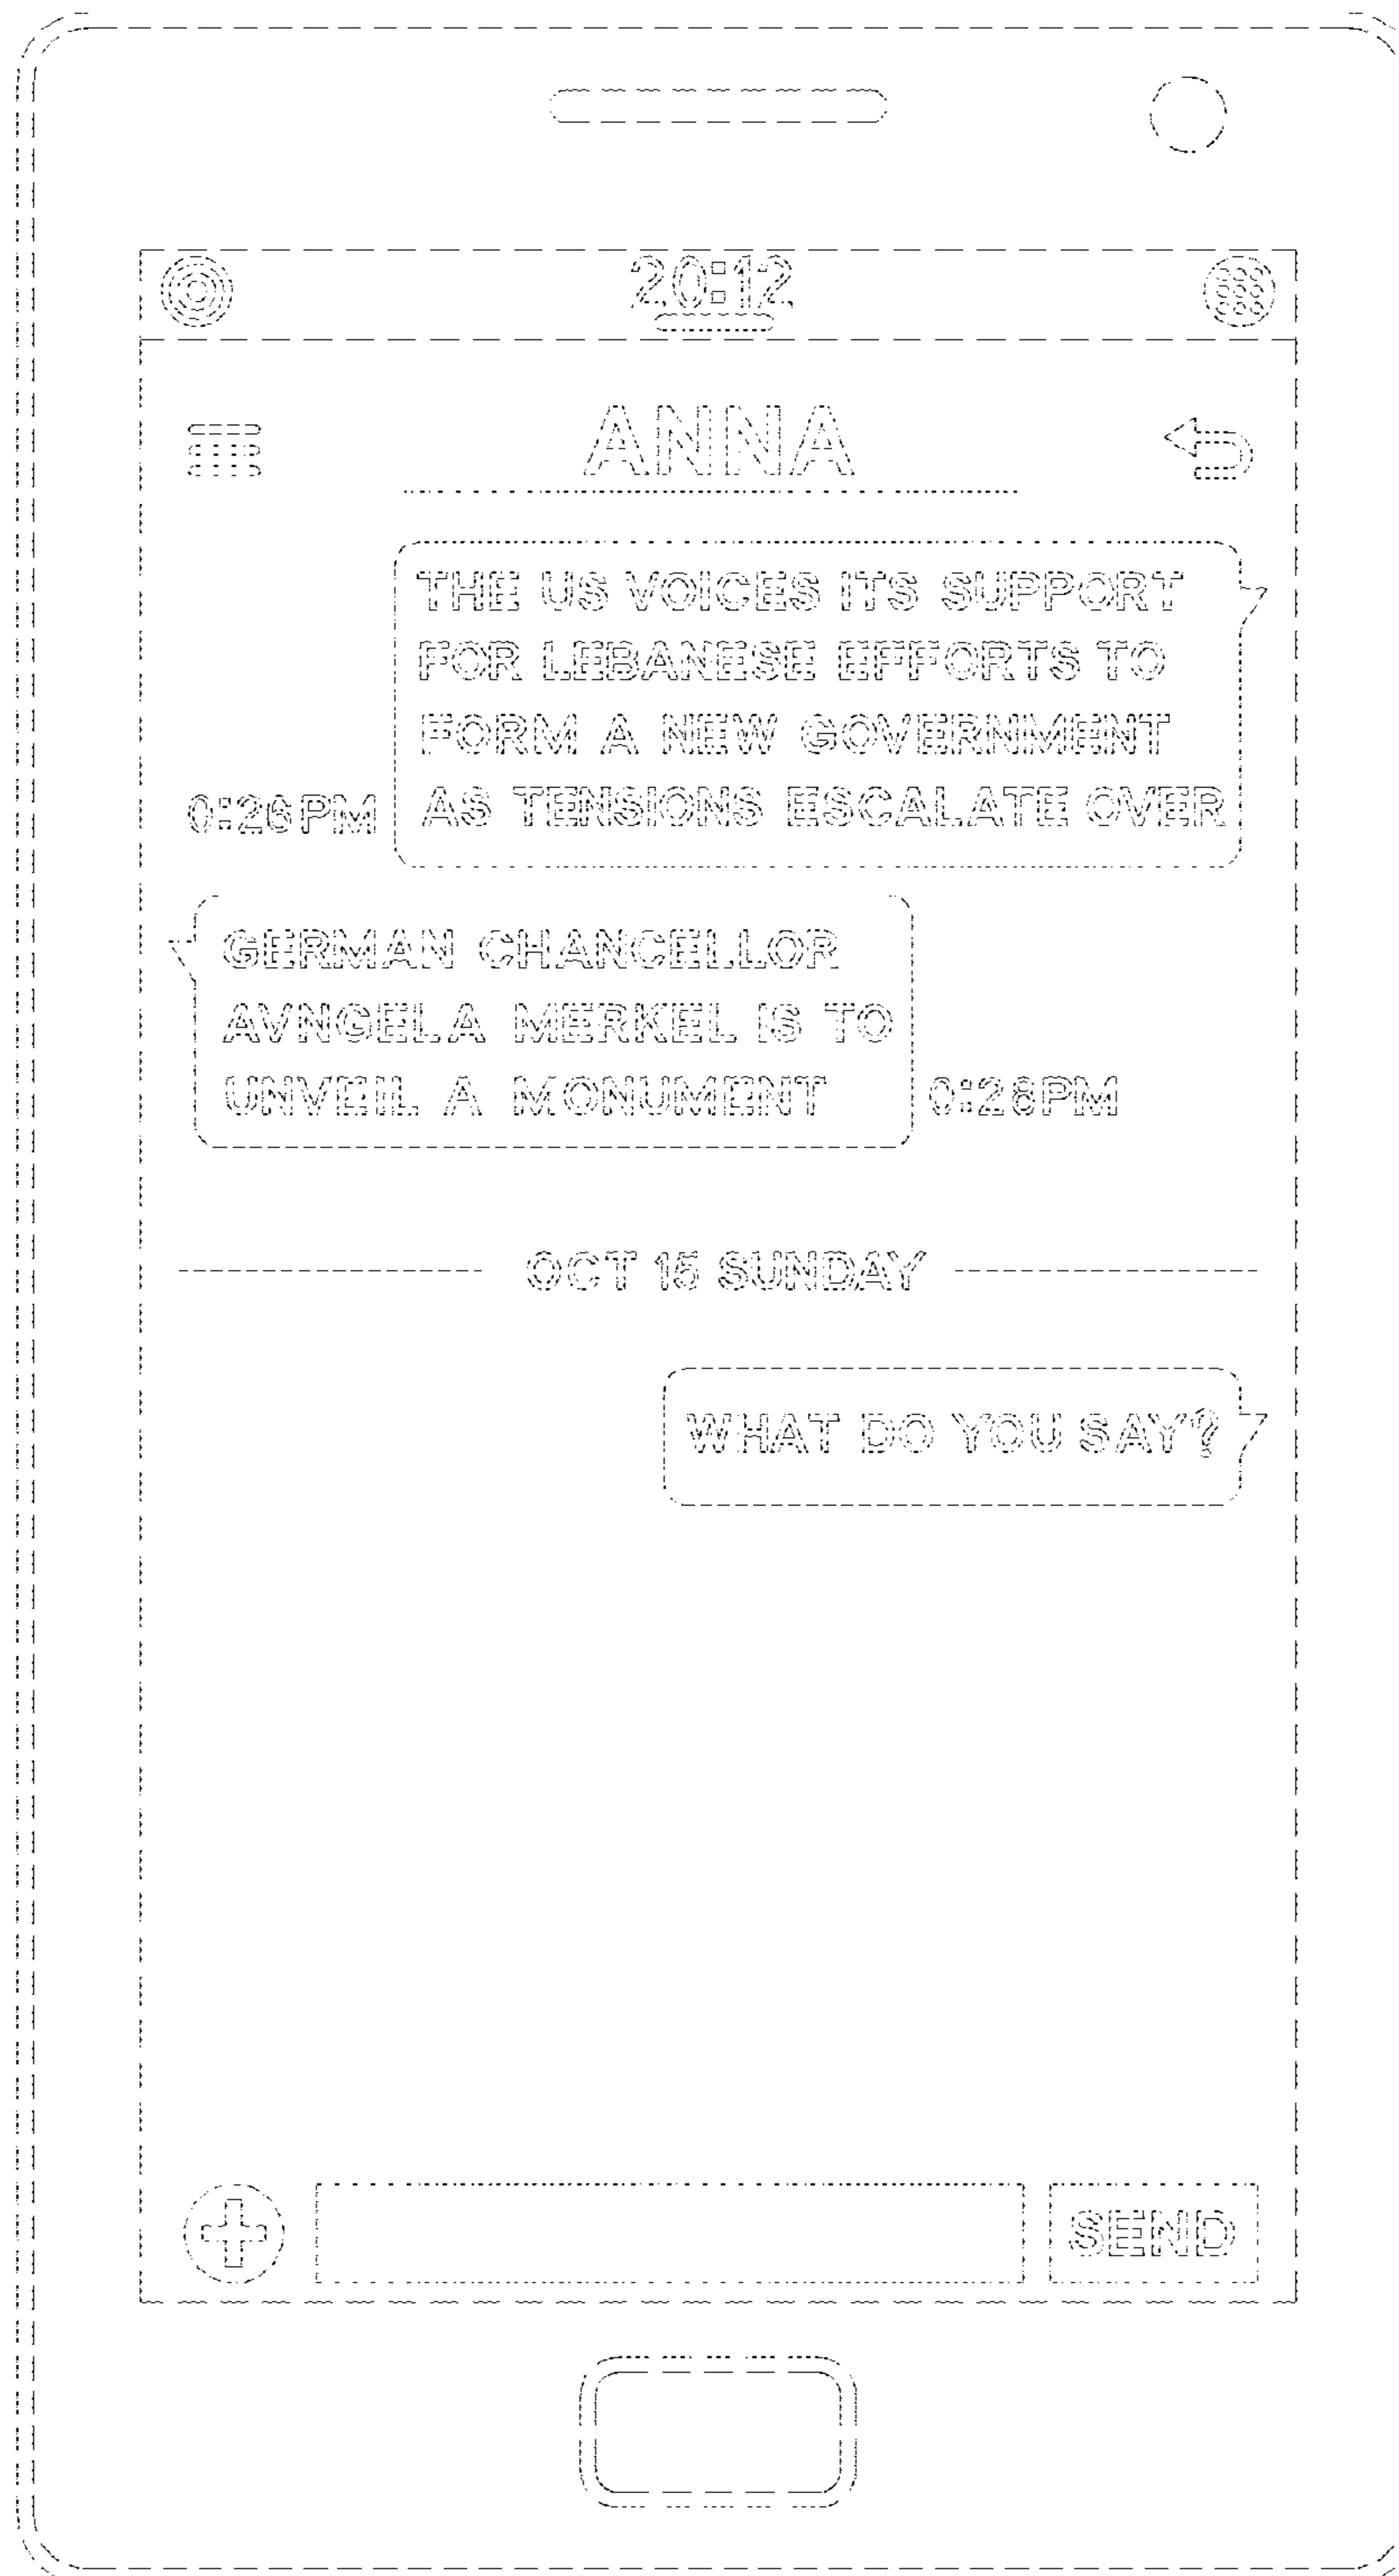 20:12
ANNA
THE US VOICES ITS SUPPORT
FOR LEBANESE EFFORTS TO
FORM A NEW GOVERNMENT
AS TENSIONS ESCALATE OVER
0:26PM
GERMAN CHANCELLOR
AVNGELA MERKEL IS TO
UNVEIL A MONUMENT
0:28PM
OCT 15 SUNDAY
WHAT DO YOU SAY?
SEND